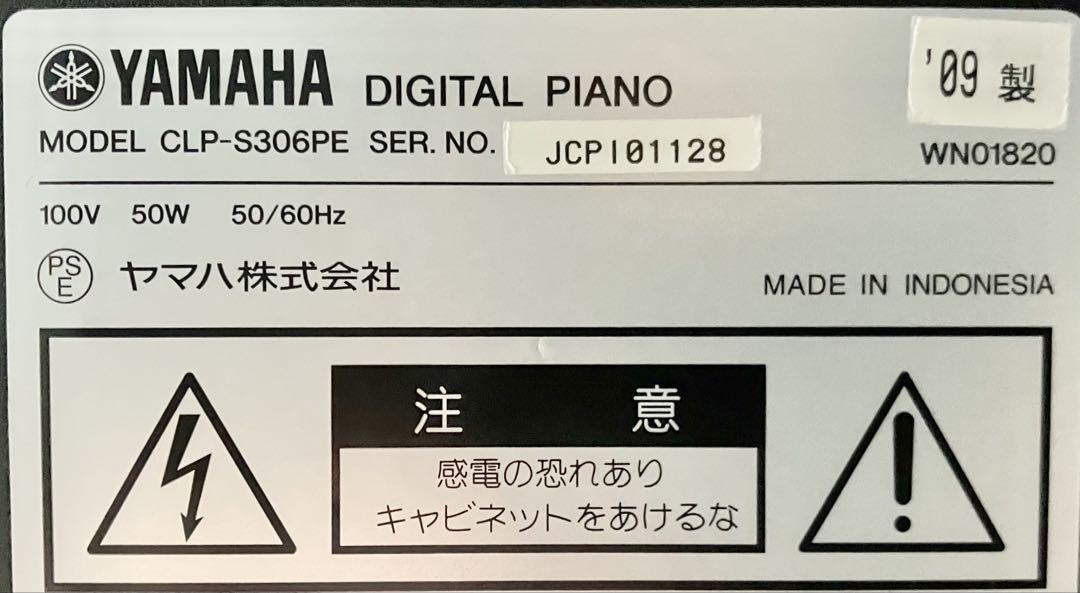 YAMAHA DIGITAL PIANO
'09 製
MODEL CLP-S306PE SER. NO. JCPI01128
WN01820
100V 50W 50/60Hz
PS
E
ヤマハ株式会社
MADE IN INDONESIA
注意
感電の恐れあり
キャビネットをあけるな